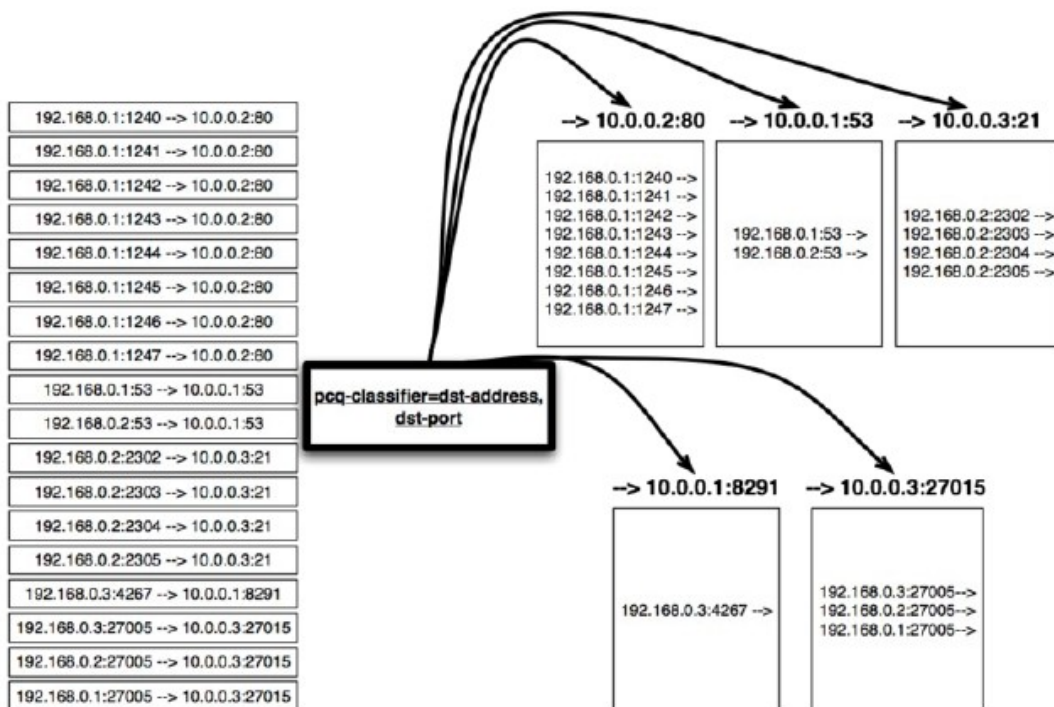 192.168.0.1:1240 --> 10.0.0.2:80
192.168.0.1:1241 --> 10.0.0.2:80
192.168.0.1:1242 --> 10.0.0.2:80
192.168.0.1:1243 --> 10.0.0.2:80
192.168.0.1:1244 --> 10.0.0.2:80
192.168.0.1:1245 --> 10.0.0.2:80
192.168.0.1:1246 --> 10.0.0.2:80
192.168.0.1:1247 --> 10.0.0.2:80
192.168.0.1:53 --> 10.0.0.1:53
192.168.0.2:53 --> 10.0.0.1:53
192.168.0.2:2302 --> 10.0.0.3:21
192.168.0.2:2303 --> 10.0.0.3:21
192.168.0.2:2304 --> 10.0.0.3:21
192.168.0.2:2305 --> 10.0.0.3:21
192.168.0.3:4267 --> 10.0.0.1:8291
192.168.0.3:27005 --> 10.0.0.3:27015
192.168.0.2:27005 --> 10.0.0.3:27015
192.168.0.1:27005 --> 10.0.0.3:27015
pcq-classifier=dst-address,
dst-port
--> 10.0.0.2:80
192.168.0.1:1240 -->
192.168.0.1:1241 -->
192.168.0.1:1242 -->
192.168.0.1:1243 -->
192.168.0.1:1244 -->
192.168.0.1:1245 -->
192.168.0.1:1246 -->
192.168.0.1:1247 -->
--> 10.0.0.1:53
192.168.0.1:53 -->
192.168.0.2:53 -->
--> 10.0.0.3:21
192.168.0.2:2302 -->
192.168.0.2:2303 -->
192.168.0.2:2304 -->
192.168.0.2:2305 -->
--> 10.0.0.1:8291
192.168.0.3:4267 -->
--> 10.0.0.3:27015
192.168.0.3:27005-->
192.168.0.2:27005-->
192.168.0.1:27005-->